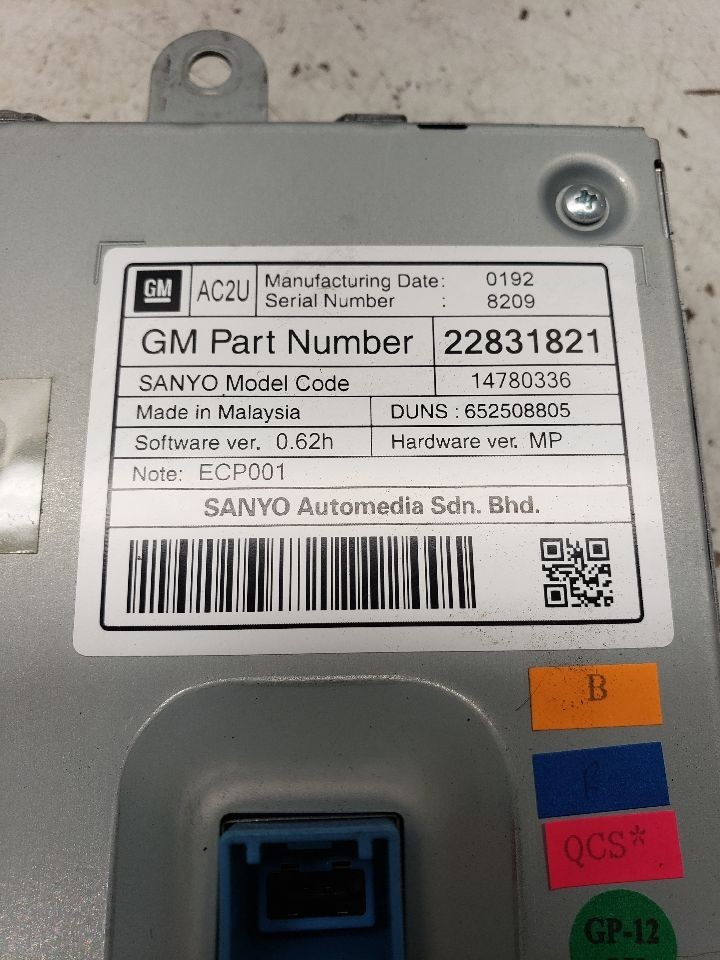 GM AC2U Manufacturing Date: 0192
Serial Number : 8209
GM Part Number 22831821
SANYO Model Code 14780336
Made in Malaysia DUNS : 652508805
Software ver. 0.62h Hardware ver. MP
Note: ECP001
SANYO Automedia Sdn. Bhd.
B
QCS*
GP-12